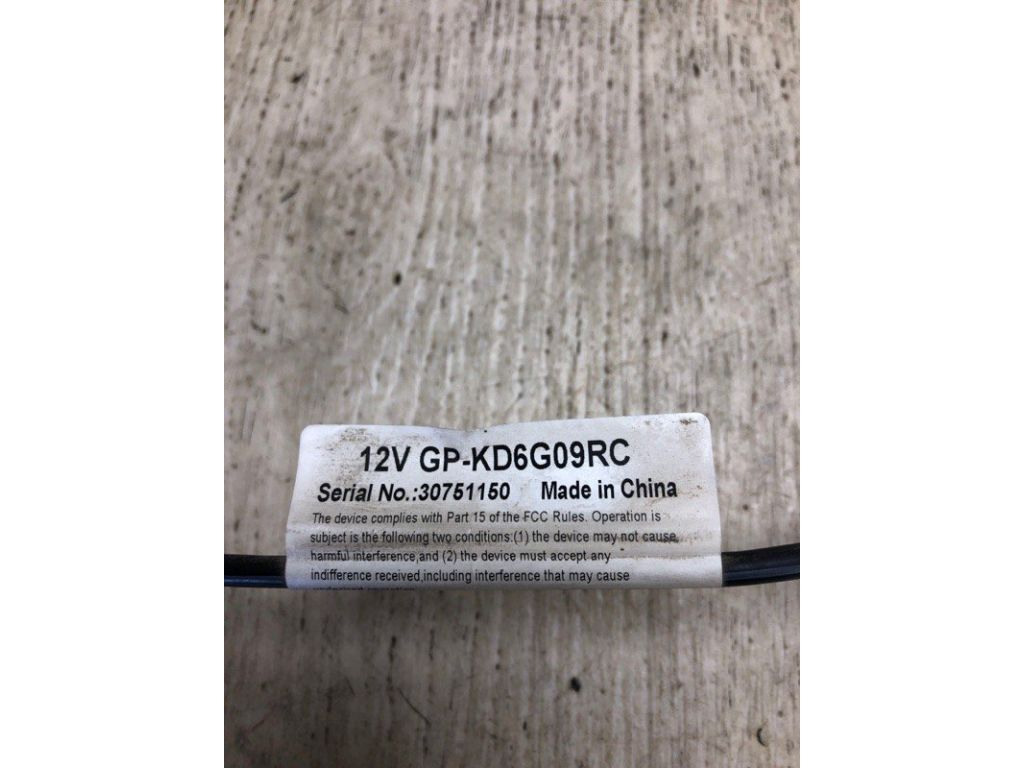 12V GP-KD6G09RC
Serial No.:30751150 Made in China
The device complies with Part 15 of the FCC Rules. Operation is
subject is the following two conditions:(1) the device may not cause
harmful interference,and (2) the device must accept any
indifference received,including interference that may cause